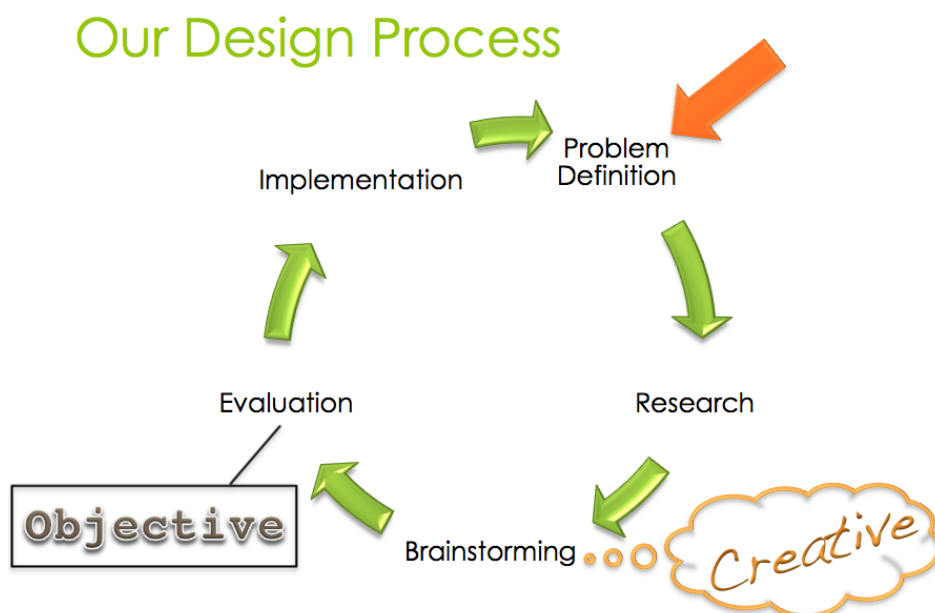 Our Design Process
Problem
Definition
Implementation
Research
Evaluation
Objective
Brainstorming
Creative